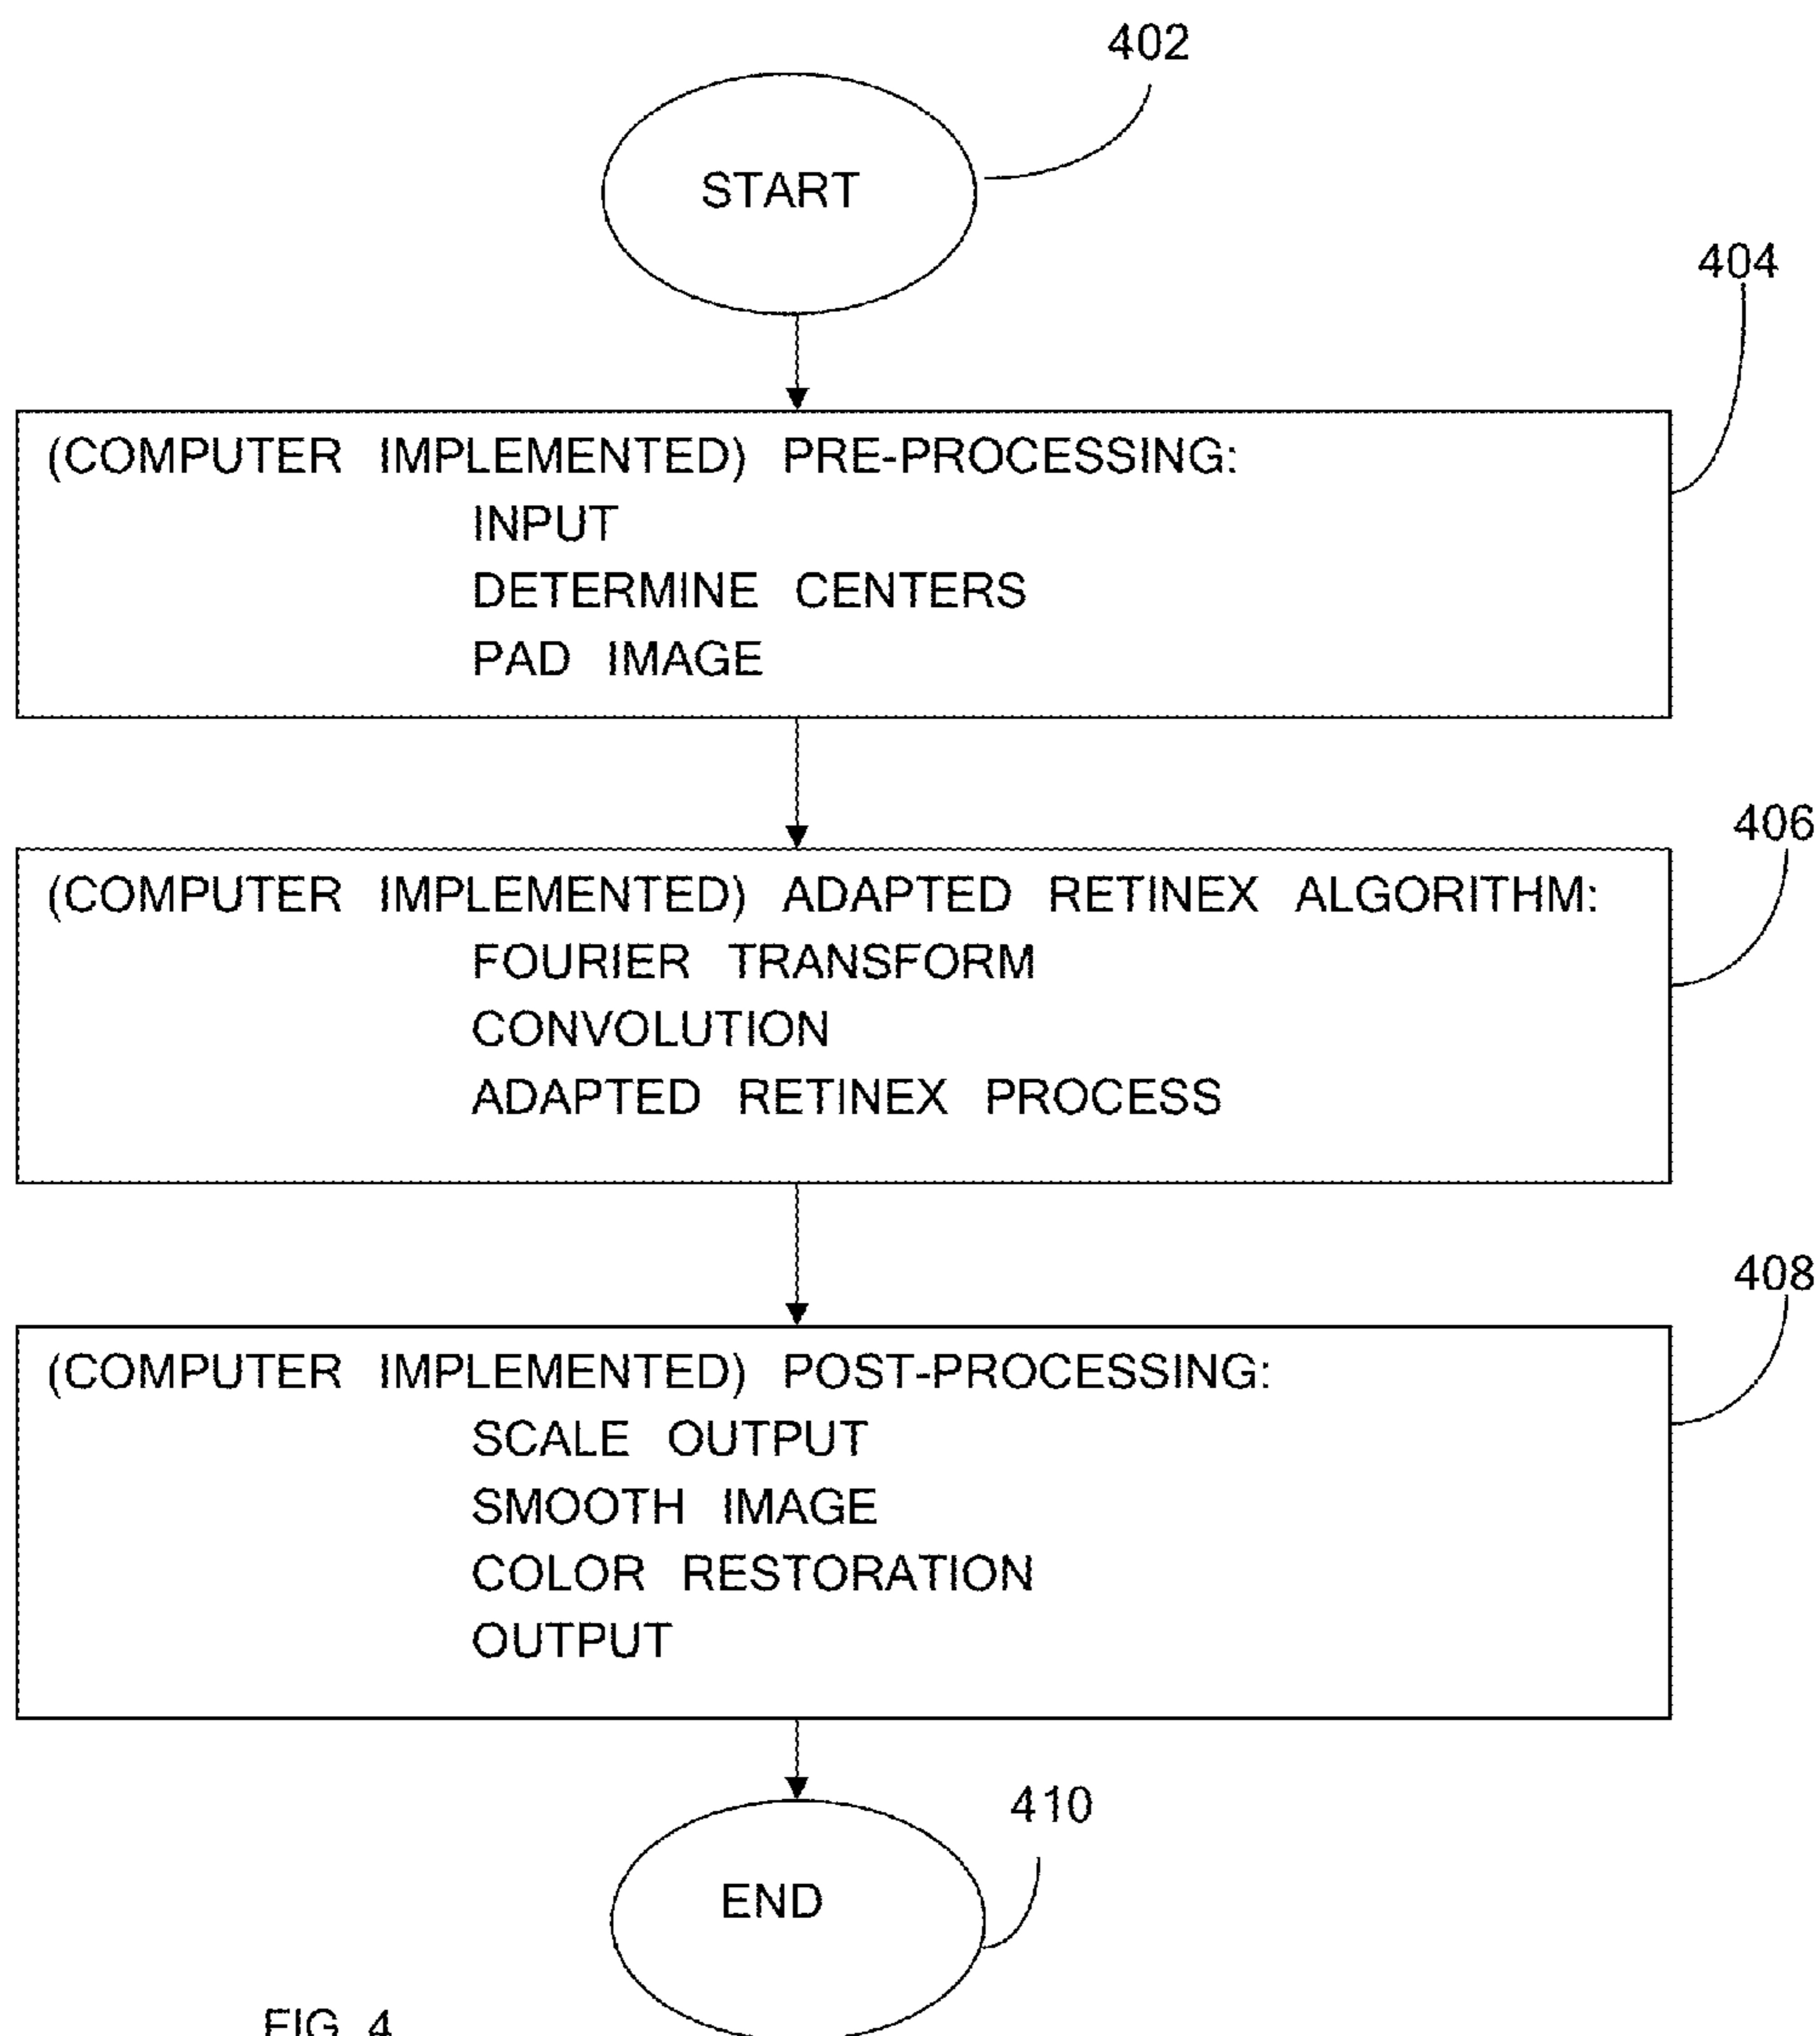 402
START
404
(COMPUTER IMPLEMENTED) PRE-PROCESSING:
INPUT
DETERMINE CENTERS
PAD IMAGE
406
(COMPUTER IMPLEMENTED) ADAPTED RETINEX ALGORITHM:
FOURIER TRANSFORM
CONVOLUTION
ADAPTED RETINEX PROCESS
408
(COMPUTER IMPLEMENTED) POST-PROCESSING:
SCALE OUTPUT
SMOOTH IMAGE
COLOR RESTORATION
OUTPUT
410
END
FIG. 4